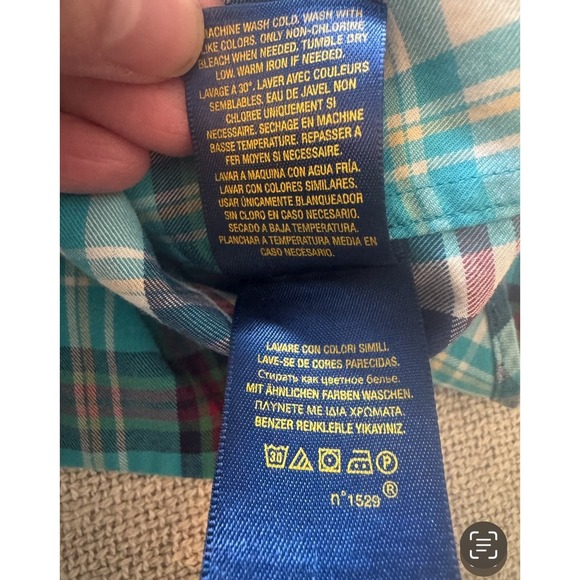 MACHINE WASH COLD. WASH WITH
LIKE COLORS. ONLY NON-CHLORINE
BLEACH WHEN NEEDED. TUMBLE DRY
LOW. WARM IRON IF NEEDED.
LAVAGE A 30°. LAVER AVEC COULEURS
SEMBLABLES. EAU DE JAVEL NON
CHLOREE UNIQUEMENT SI
NECESSAIRE. SECHAGE EN MACHINE
BASSE TEMPERATURE. REPASSER A
FER MOYEN SI NECESSAIRE.
LAVAR A MAQUINA CON AGUA FRÍA.
LAVAR CON COLORES SIMILARES.
USAR ÚNICAMENTE BLANQUEADOR
SIN CLORO EN CASO NECESARIO.
SECADO A BAJA TEMPERATURA.
PLANCHAR A TEMPERATURA MEDIA EN
CASO NECESARIO.
LAVARE CON COLORI SIMILI.
LAVE-SE DE CORES PARECIDAS.
Стирать как цветное белье.
MIT ÄHNLICHEN FARBEN WASCHEN.
ΠΛΥΝΕΤΕ ΜΕ ΙΔΙΑ ΧΡΩΜΑΤΑ.
BENZER RENKLERLE YIKAYINIZ.
30 P
n°1529 ®